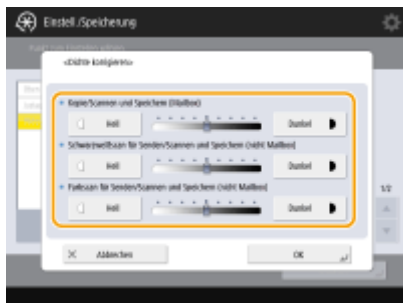 Einstell./Speicherung
<Dichte korrigieren>
Kopie/Scannen und Speichern (Mailbox)
Hell
Dunkel
Schwarzweißscan für Senden/Scannen und Speichern (nicht Mailbox)
Hell
Dunkel
Farbscan für Senden/Scannen und Speichern (nicht Mailbox)
Hell
Dunkel
1/2
Abbrechen
OK